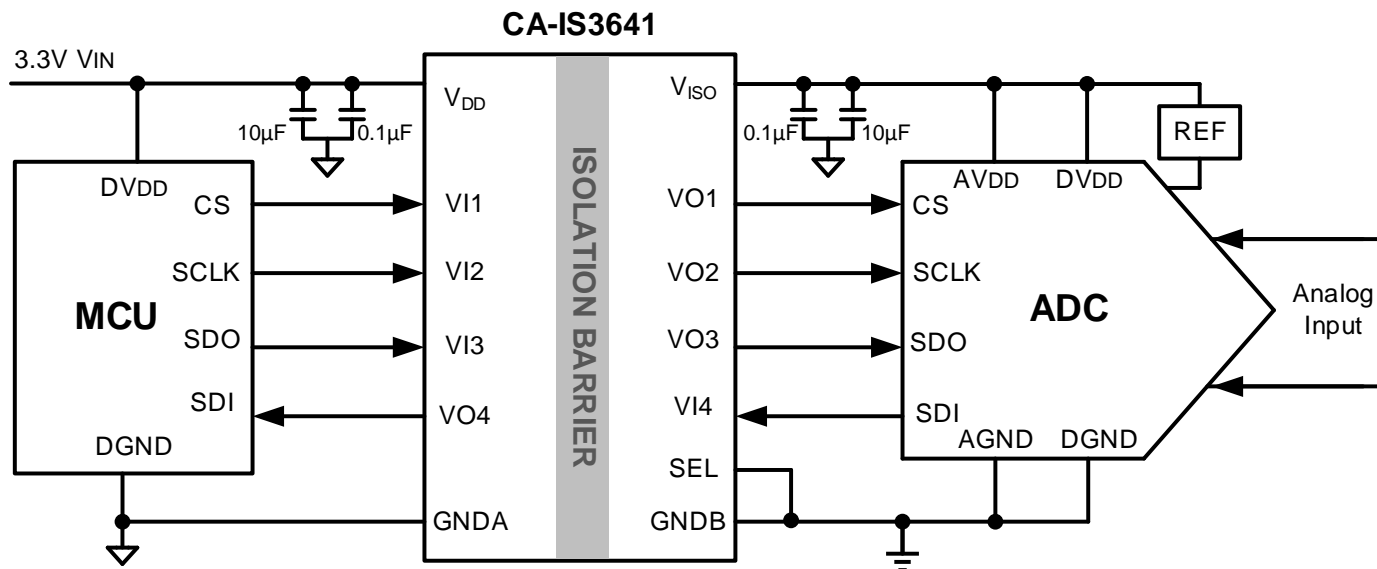 CA-IS3641
3.3V VIN
VDD
VISO
10µF
0.1µF
0.1µF
10µF
REF
ISOLATION BARRIER
DVDD
AVDD
DVDD
CS
VI1
VO1
CS
SCLK
VI2
VO2
SCLK
MCU
ADC
Analog
Input
SDO
VI3
VO3
SDO
SDI
VO4
VI4
SDI
DGND
AGND
DGND
SEL
GNDA
GNDB